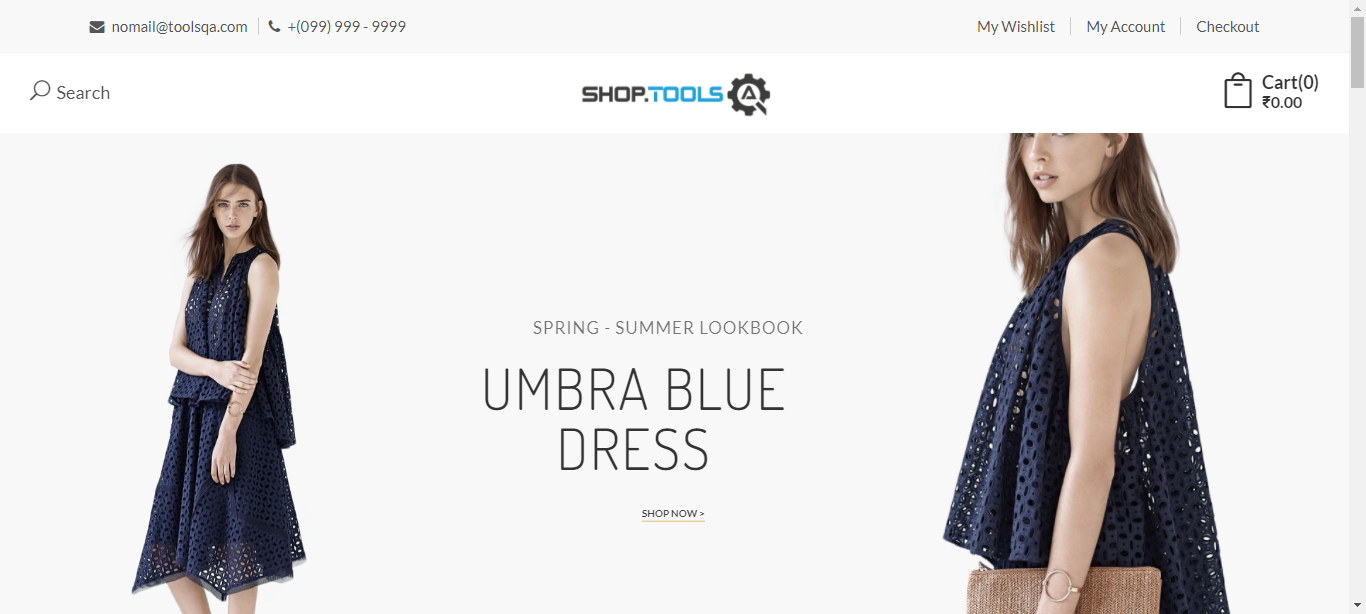 nomail@toolsqa.com
+(099) 999 - 9999
My Wishlist
My Account
Checkout
Search
SHOP.TOOLS
Cart(0)
₹0.00
SPRING - SUMMER LOOKBOOK
UMBRA BLUE
DRESS
SHOP NOW >